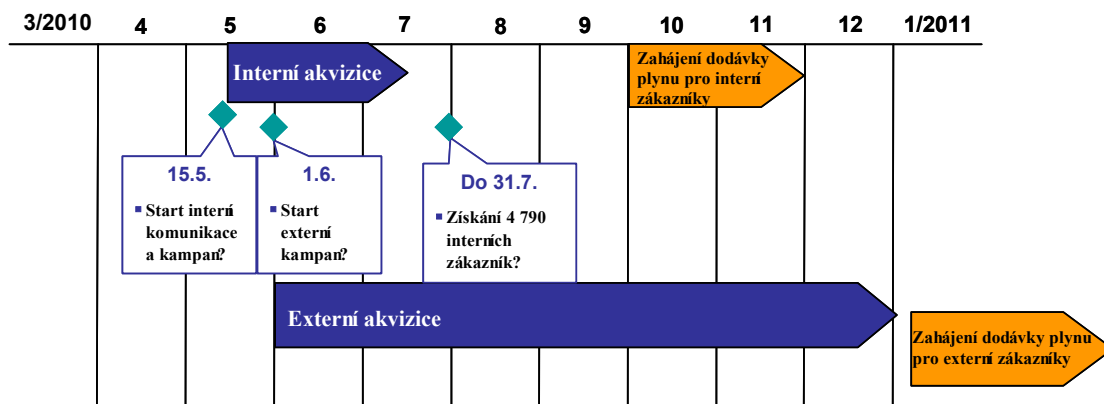 3/2010 4 5 6 7 8 9 10 11 12 1/2011
Interní akvizice
Zahájení dodávky
plynu pro interní
zákazníky
15.5.
▪ Start interní
komunikace
a kampan?
1.6.
▪ Start
externí
kampan?
Do 31.7.
▪ Získání 4 790
interních
zákazník?
Externí akvizice
Zahájení dodávky plynu
pro externí zákazníky